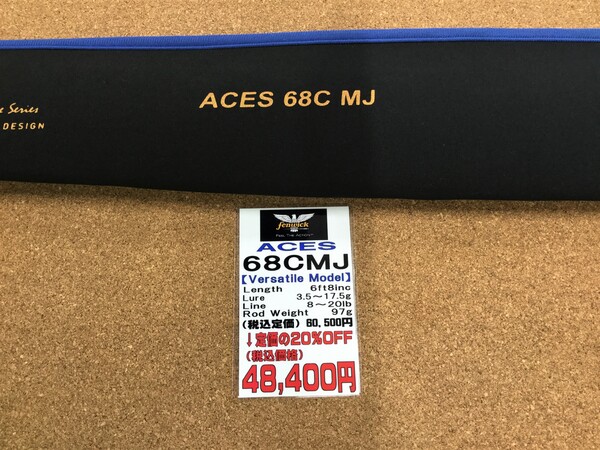 Series
DESIGN
ACES 68C MJ
fenwick
ACES
68CMJ
【Versatile Model】
Length 6ft8inc
Lure 3.5～17.5g
Line 8～20lb
Rod Weight 97g
(税込定価) 60,500円
↓定価の20%OFF
(税込価格)
48,400円